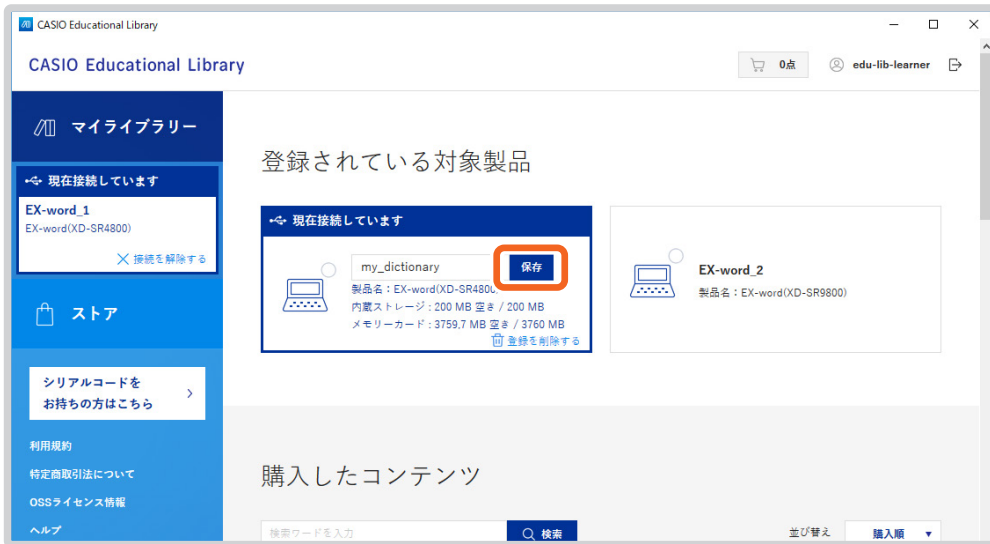 CASIO Educational Library
CASIO Educational Library
0点
edu-lib-learner
マイライブラリー
現在接続しています
EX-word_1
EX-word(XD-SR4800)
接続を解除する
ストア
シリアルコードを
お持ちの方はこちら
利用規約
特定商取引法について
OSSライセンス情報
ヘルプ
登録されている対象製品
現在接続しています
my_dictionary
保存
製品名：EX-word(XD-SR4800
内蔵ストレージ：200 MB 空き / 200 MB
メモリーカード：3759.7 MB 空き / 3760 MB
登録を削除する
EX-word_2
製品名：EX-word(XD-SR9800)
購入したコンテンツ
検索ワードを入力
検索
並び替え
購入順